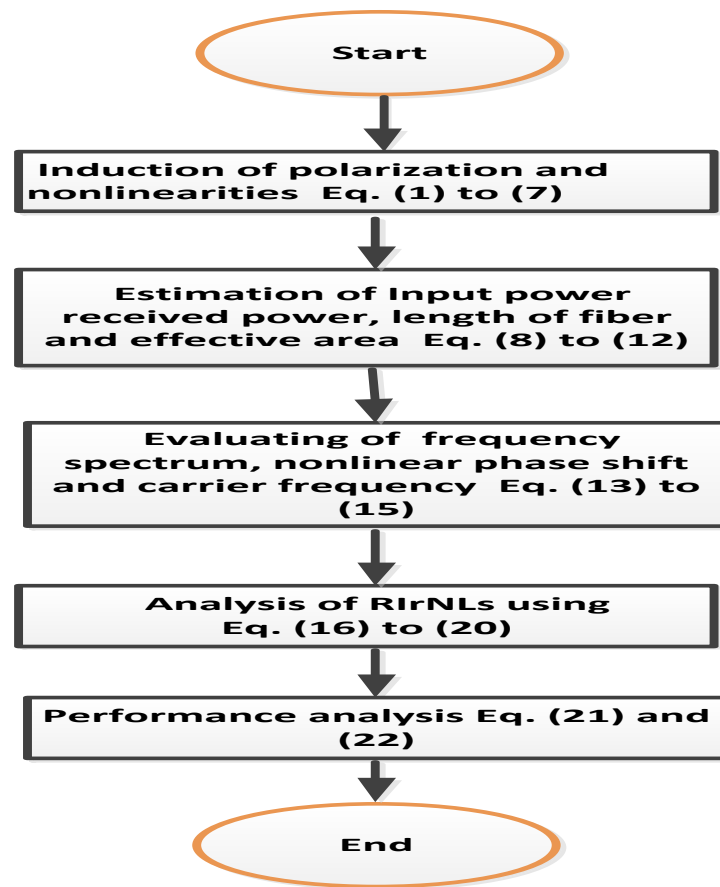 Start
Induction of polarization and
nonlinearities Eq. (1) to (7)
Estimation of Input power
received power, length of fiber
and effective area Eq. (8) to (12)
Evaluating of frequency
spectrum, nonlinear phase shift
and carrier frequency Eq. (13) to
(15)
Analysis of RIrNLs using
Eq. (16) to (20)
Performance analysis Eq. (21) and
(22)
End